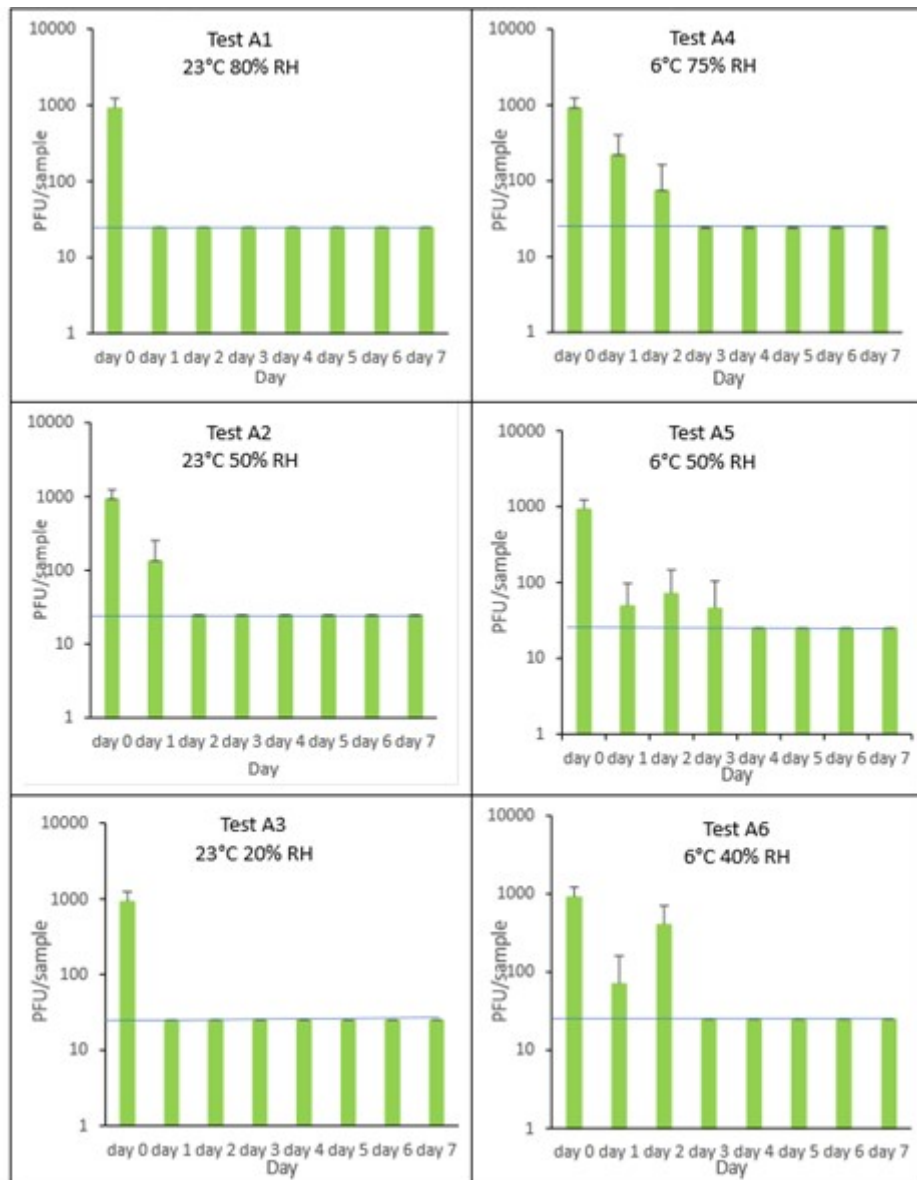 Test A1
23°C 80% RH
10000
1000
100
10
1
PFU/sample
day 0 day 1 day 2 day 3 day 4 day 5 day 6 day 7
Day
Test A4
6°C 75% RH
10000
1000
100
10
1
PFU/sample
day 0 day 1 day 2 day 3 day 4 day 5 day 6 day 7
Day
Test A2
23°C 50% RH
10000
1000
100
10
1
PFU/sample
day 0 day 1 day 2 day 3 day 4 day 5 day 6 day 7
Day
Test A5
6°C 50% RH
10000
1000
100
10
1
PFU/sample
day 0 day 1 day 2 day 3 day 4 day 5 day 6 day 7
Day
Test A3
23°C 20% RH
10000
1000
100
10
1
PFU/sample
day 0 day 1 day 2 day 3 day 4 day 5 day 6 day 7
Day
Test A6
6°C 40% RH
10000
1000
100
10
1
PFU/sample
day 0 day 1 day 2 day 3 day 4 day 5 day 6 day 7
Day